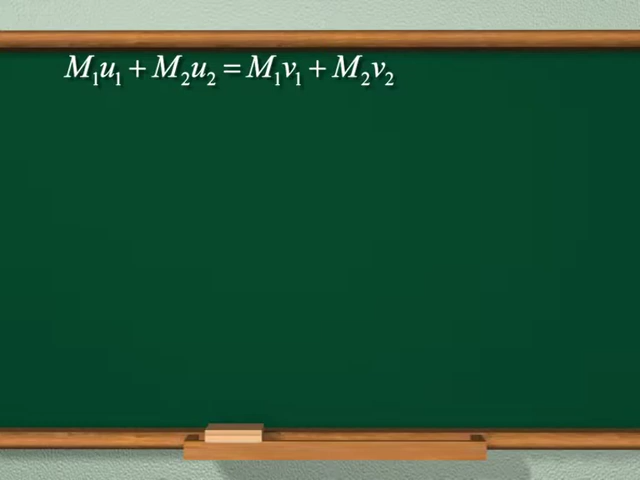 M₁u₁ + M₂u₂ = M₁v₁ + M₂v₂